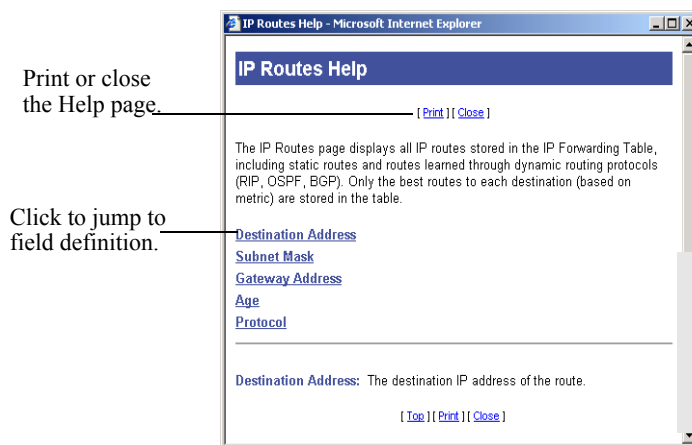 IP Routes Help - Microsoft Internet Explorer
IP Routes Help
Print or close
the Help page.
[ Print ] [ Close ]
The IP Routes page displays all IP routes stored in the IP Forwarding Table,
including static routes and routes learned through dynamic routing protocols
(RIP, OSPF, BGP). Only the best routes to each destination (based on
metric) are stored in the table.
Click to jump to
field definition.
Destination Address
Subnet Mask
Gateway Address
Age
Protocol
Destination Address: The destination IP address of the route.
[ Top ] [ Print ] [ Close ]